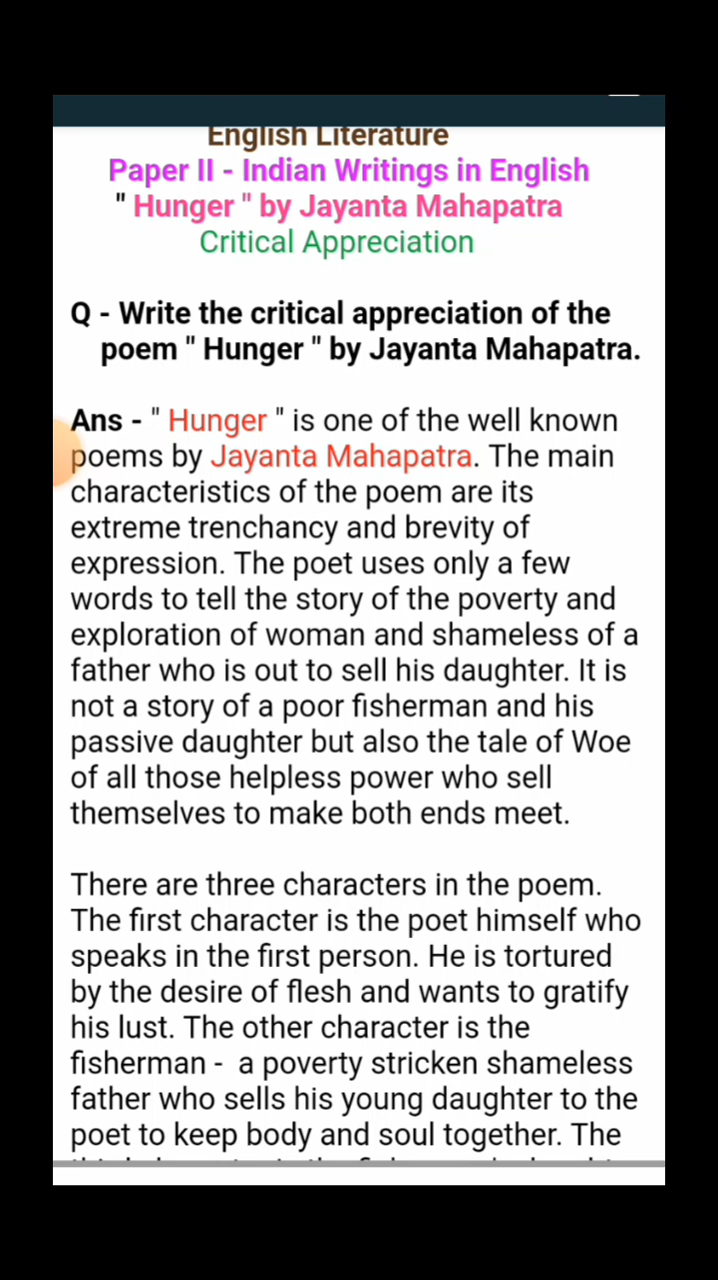 English Literature
Paper II - Indian Writings in English
" Hunger " by Jayanta Mahapatra
Critical Appreciation
Q - Write the critical appreciation of the
poem " Hunger " by Jayanta Mahapatra.
Ans - " Hunger " is one of the well known
poems by Jayanta Mahapatra. The main
characteristics of the poem are its
extreme trenchancy and brevity of
expression. The poet uses only a few
words to tell the story of the poverty and
exploration of woman and shameless of a
father who is out to sell his daughter. It is
not a story of a poor fisherman and his
passive daughter but also the tale of Woe
of all those helpless power who sell
themselves to make both ends meet.
There are three characters in the poem.
The first character is the poet himself who
speaks in the first person. He is tortured
by the desire of flesh and wants to gratify
his lust. The other character is the
fisherman - a poverty stricken shameless
father who sells his young daughter to the
poet to keep body and soul together. The